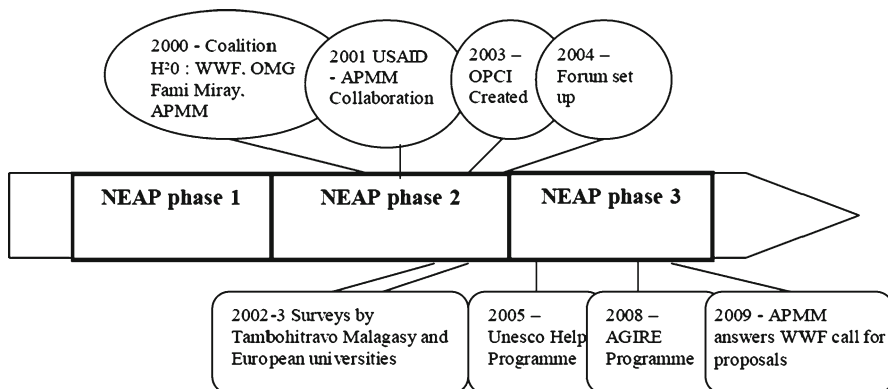 2000 - Coalition
H²0 : WWF, OMG
Fami Miray,
APMM
2001 USAID
- APMM
Collaboration
2003 –
OPCI
Created
2004 –
Forum set
up
NEAP phase 1
NEAP phase 2
NEAP phase 3
2002-3 Surveys by
Tambohitravo Malagasy and
European universities
2005 –
Unesco Help
Programme
2008 –
AGIRE
Programme
2009 - APMM
answers WWF call for
proposals